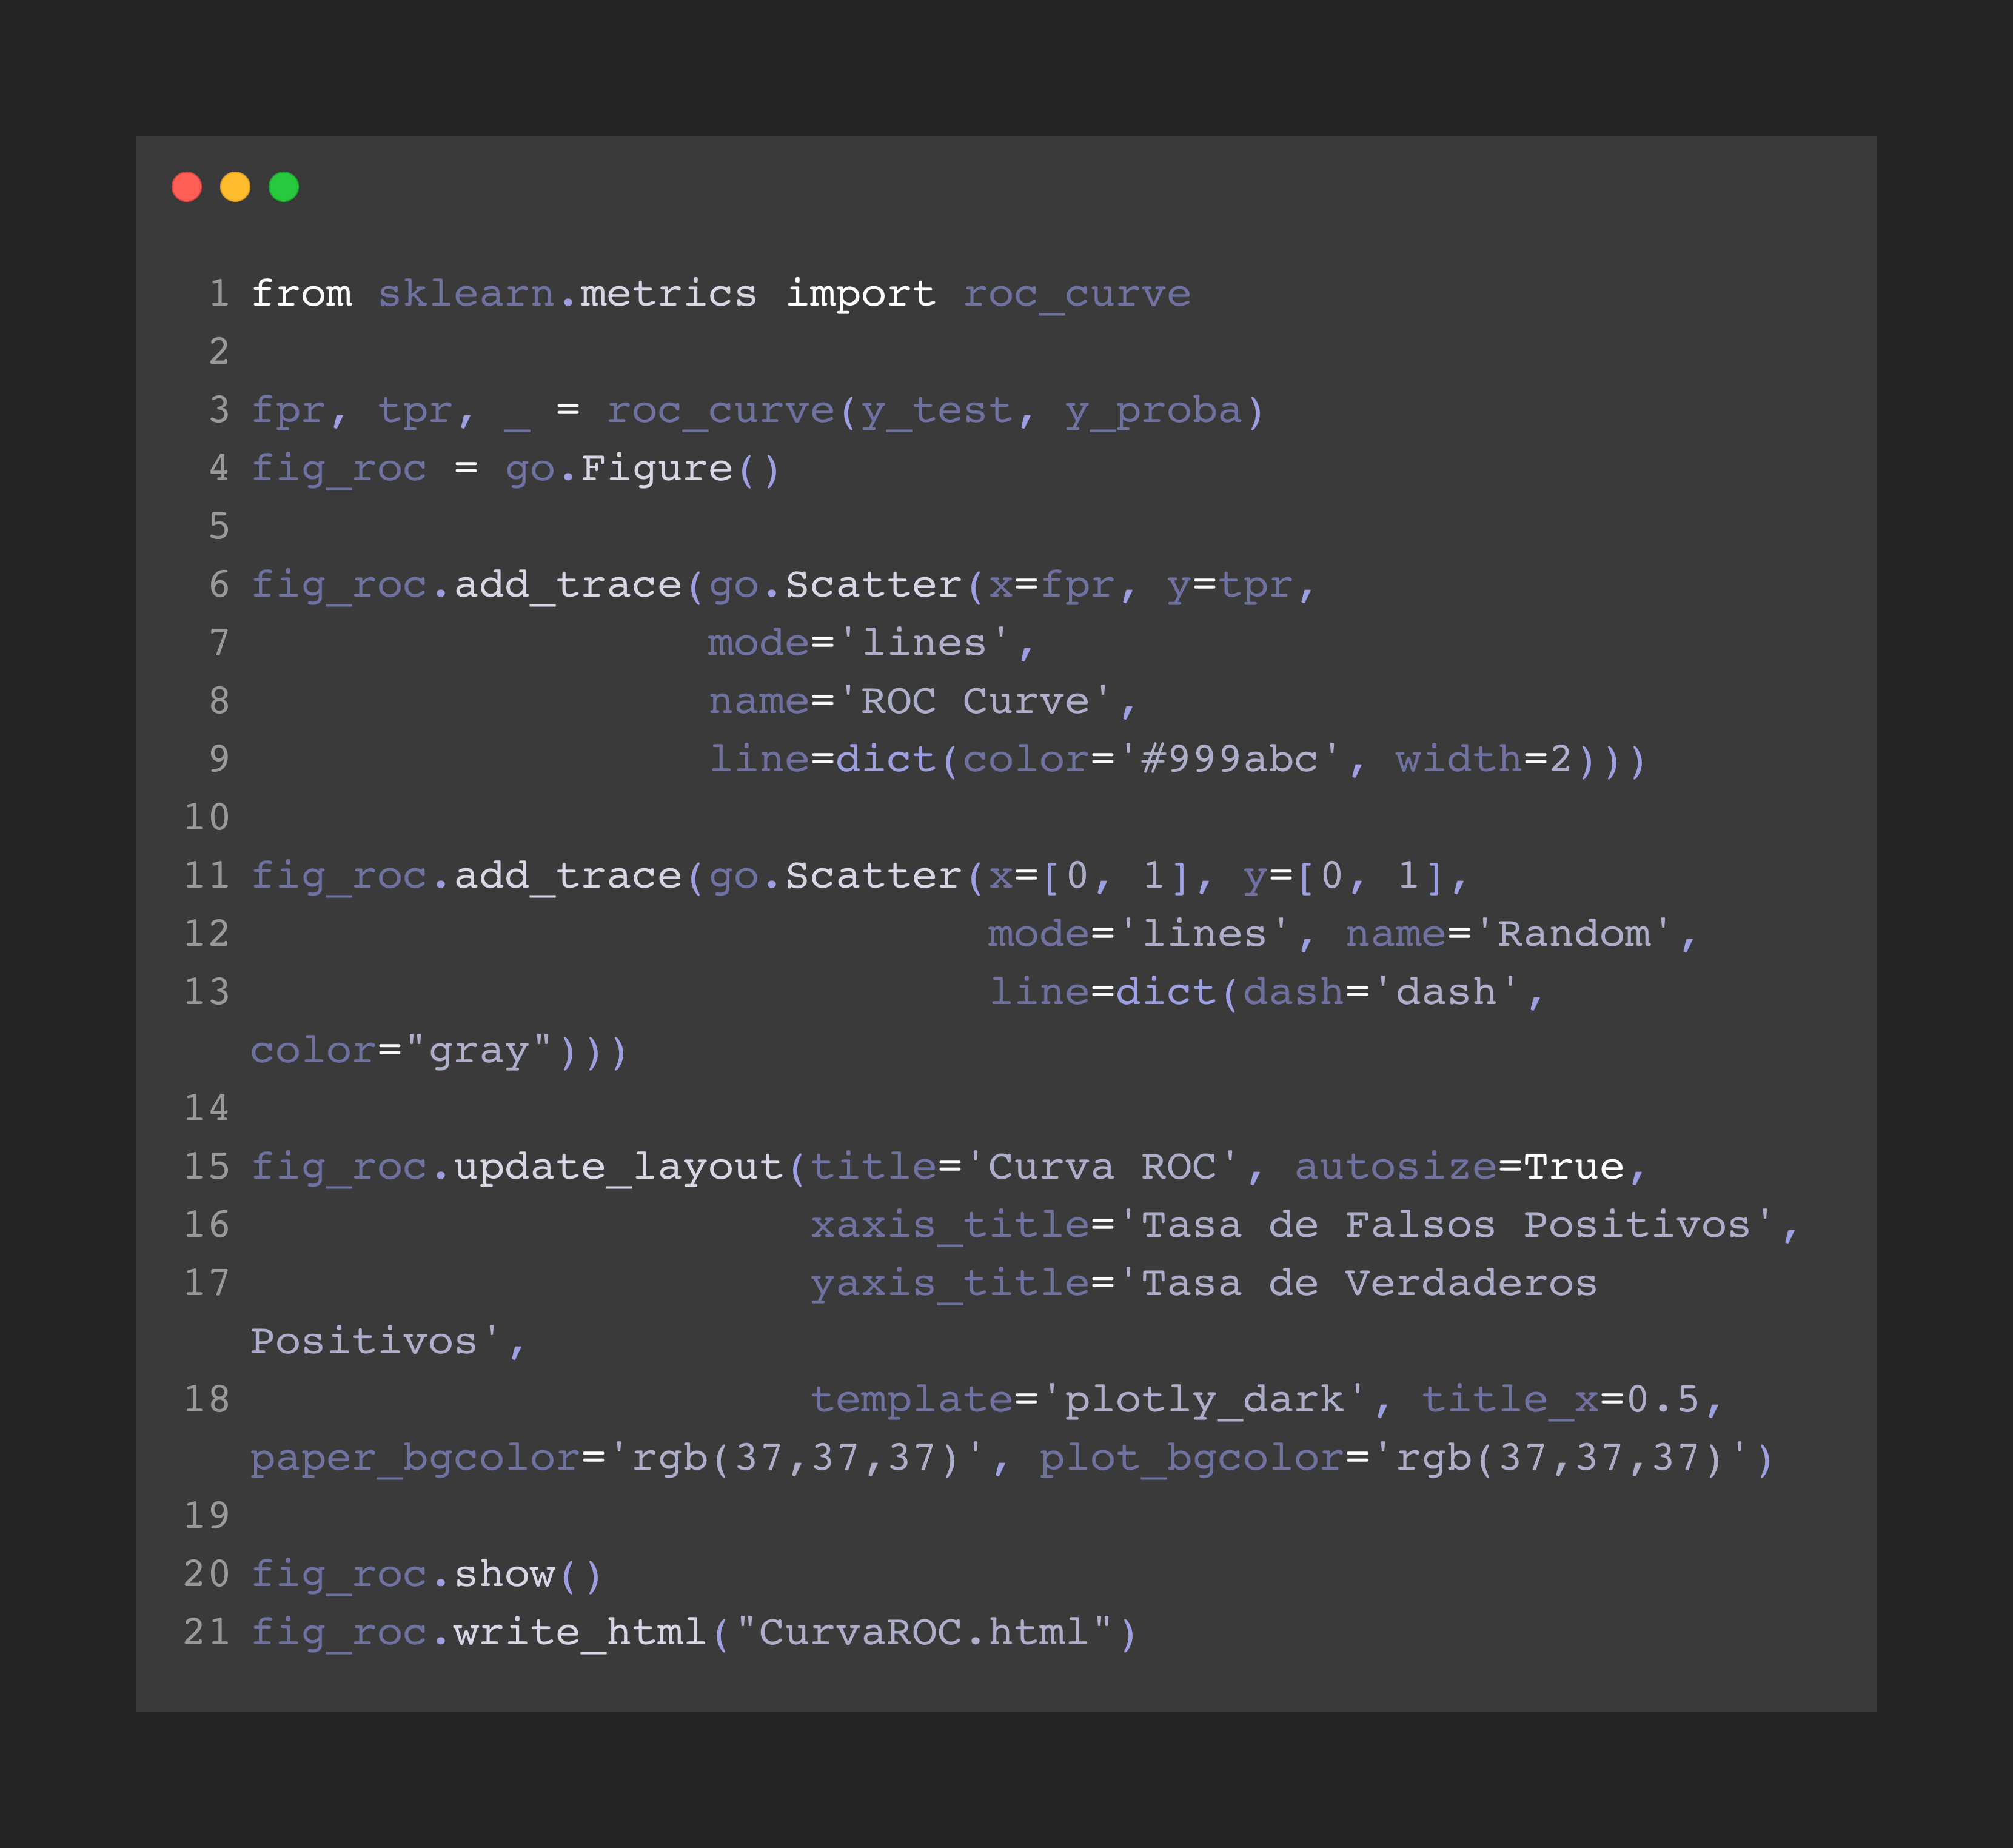 1 from sklearn.metrics import roc_curve
2
3 fpr, tpr, _ = roc_curve(y_test, y_proba)
4 fig_roc = go.Figure()
5
6 fig_roc.add_trace(go.Scatter(x=fpr, y=tpr,
7                   mode='lines',
8                   name='ROC Curve',
9                   line=dict(color='#999abc', width=2)))
10
11 fig_roc.add_trace(go.Scatter(x=[0, 1], y=[0, 1],
12                              mode='lines', name='Random',
13                              line=dict(dash='dash',
color="gray")))
14
15 fig_roc.update_layout(title='Curva ROC', autosize=True,
16                       xaxis_title='Tasa de Falsos Positivos',
17                       yaxis_title='Tasa de Verdaderos
Positivos',
18                       template='plotly_dark', title_x=0.5,
paper_bgcolor='rgb(37,37,37)', plot_bgcolor='rgb(37,37,37)')
19
20 fig_roc.show()
21 fig_roc.write_html("CurvaROC.html")